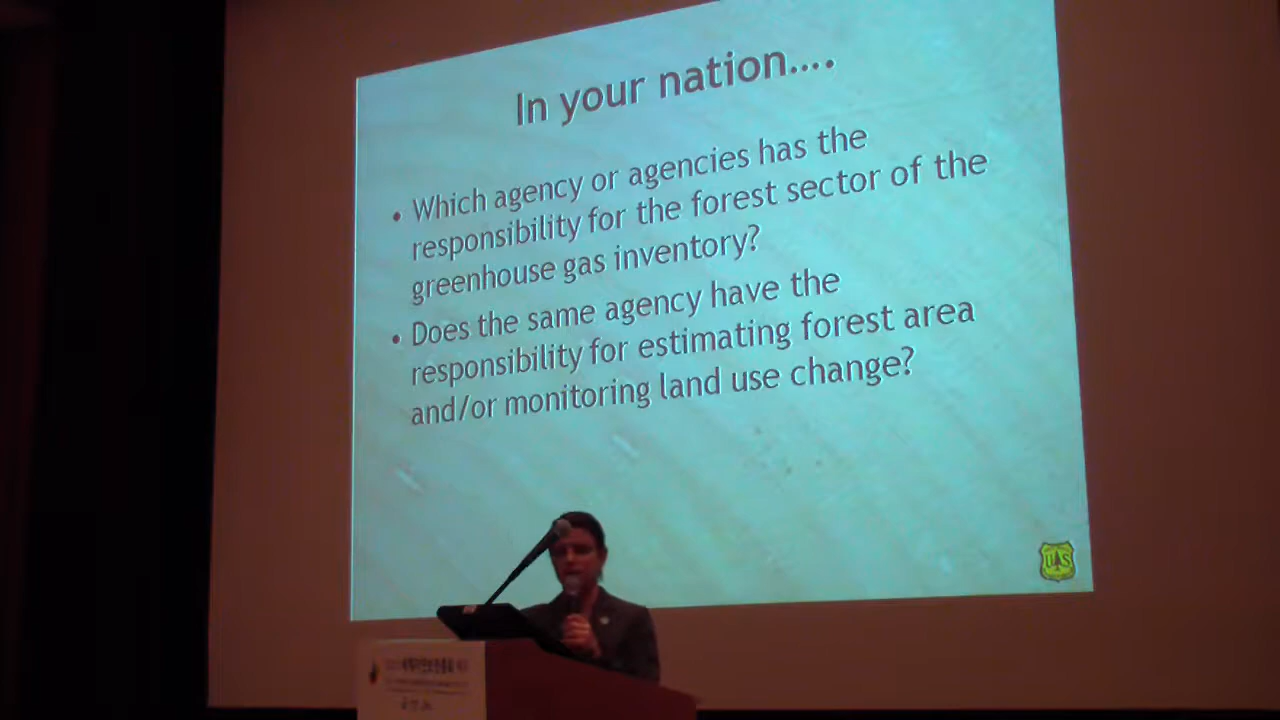 In your nation....
• Which agency or agencies has the
responsibility for the forest sector of the
greenhouse gas inventory?
• Does the same agency have the
responsibility for estimating forest area
and/or monitoring land use change?
UAS